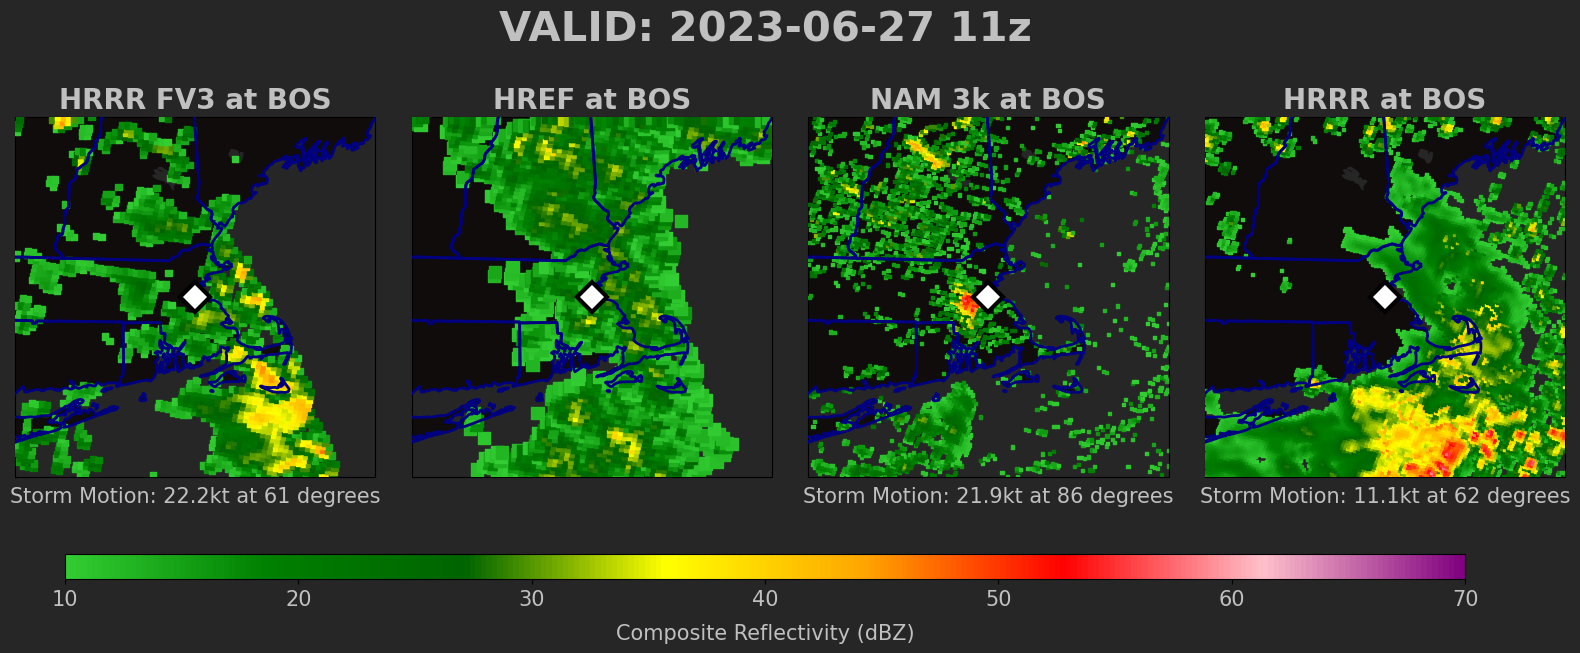 VALID: 2023-06-27 11z
HRRR FV3 at BOS
HREF at BOS
NAM 3k at BOS
HRRR at BOS
Storm Motion: 22.2kt at 61 degrees
Storm Motion: 21.9kt at 86 degrees
Storm Motion: 11.1kt at 62 degrees
10 20 30 40 50 60 70
Composite Reflectivity (dBZ)